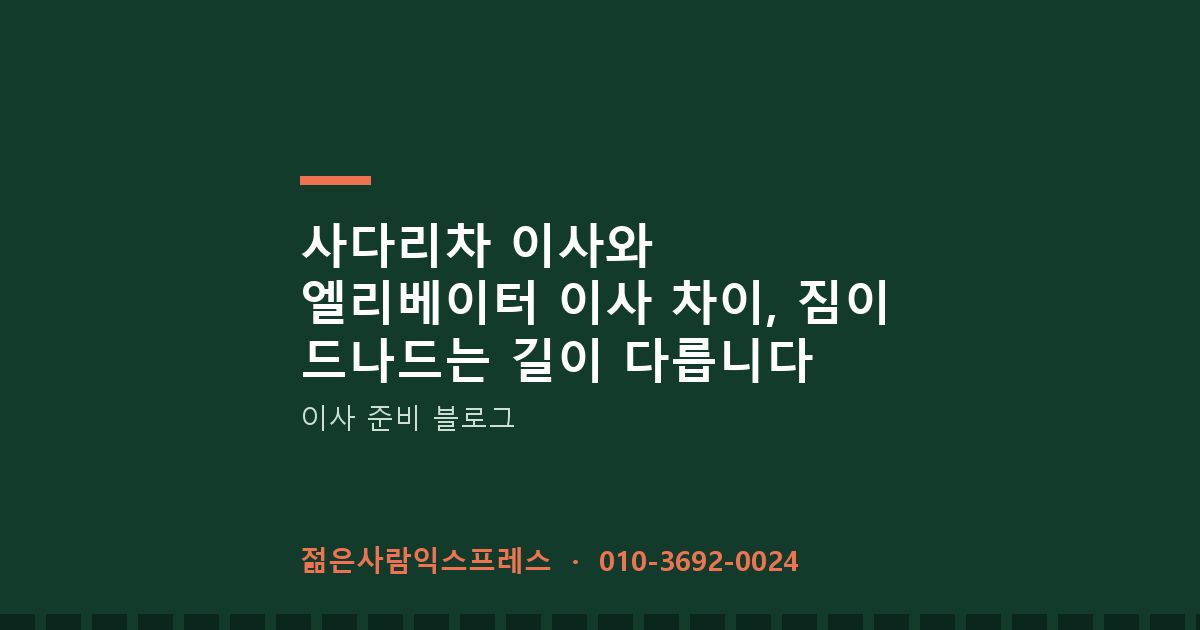 사다리차 이사와
엘리베이터 이사 차이, 짐이
드나드는 길이 다릅니다
이사 준비 블로그
젊은사람익스프레스 · 010-3692-0024